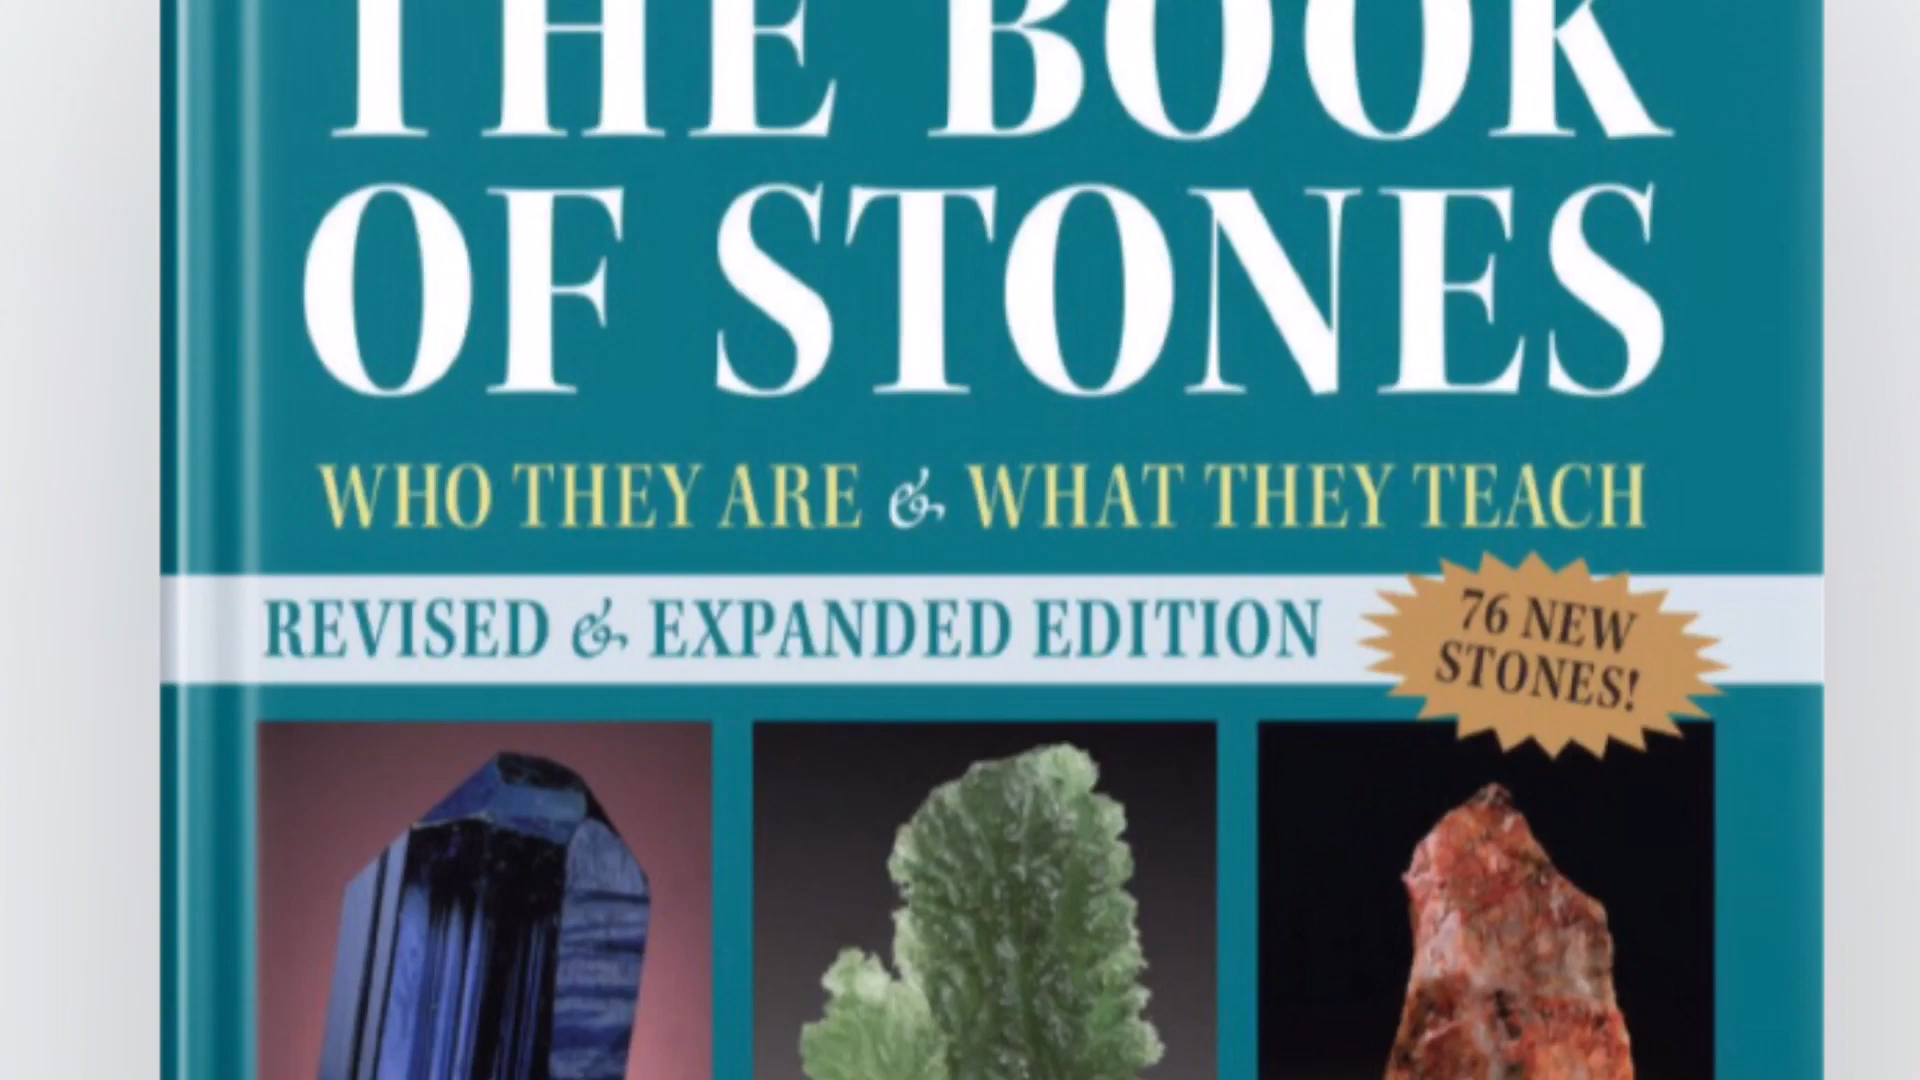 THE BOOK
OF STONES
WHO THEY ARE & WHAT THEY TEACH
REVISED & EXPANDED EDITION
76 NEW
STONES!